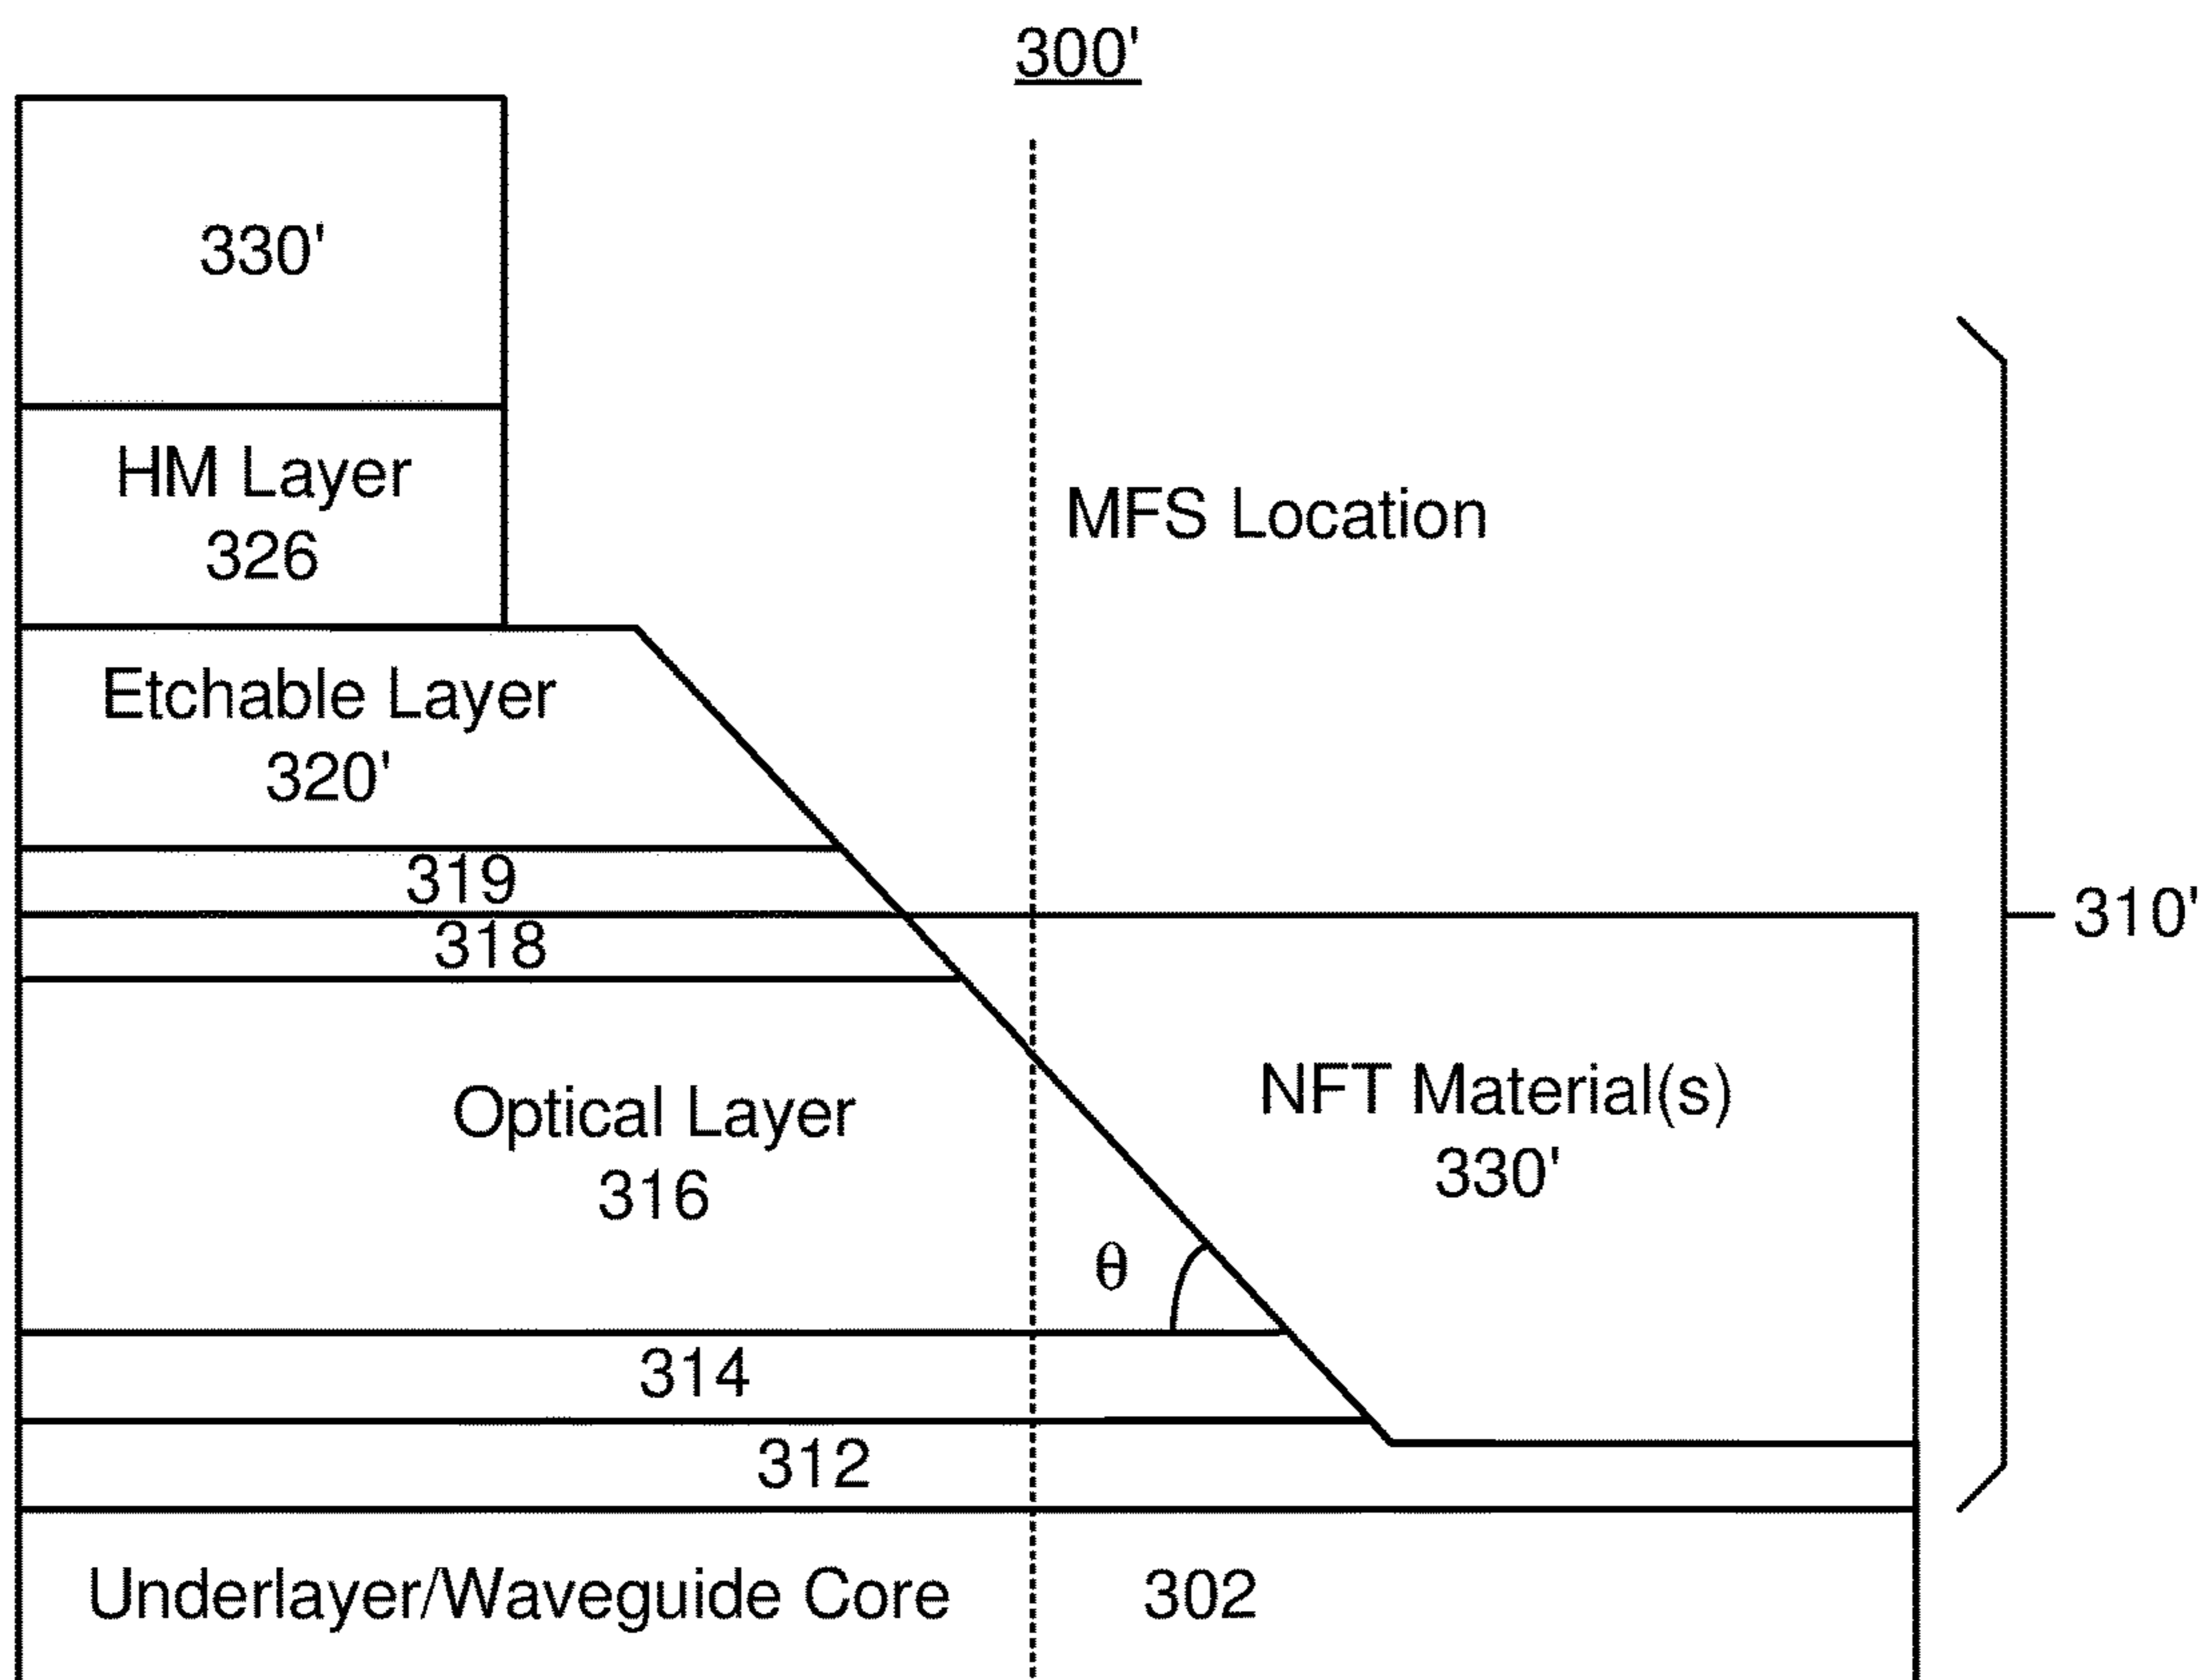 300'
330'
HM Layer
326
MFS Location
Etchable Layer
320'
319
318
310'
Optical Layer
316
NFT Material(s)
330'
θ
314
312
Underlayer/Waveguide Core 302